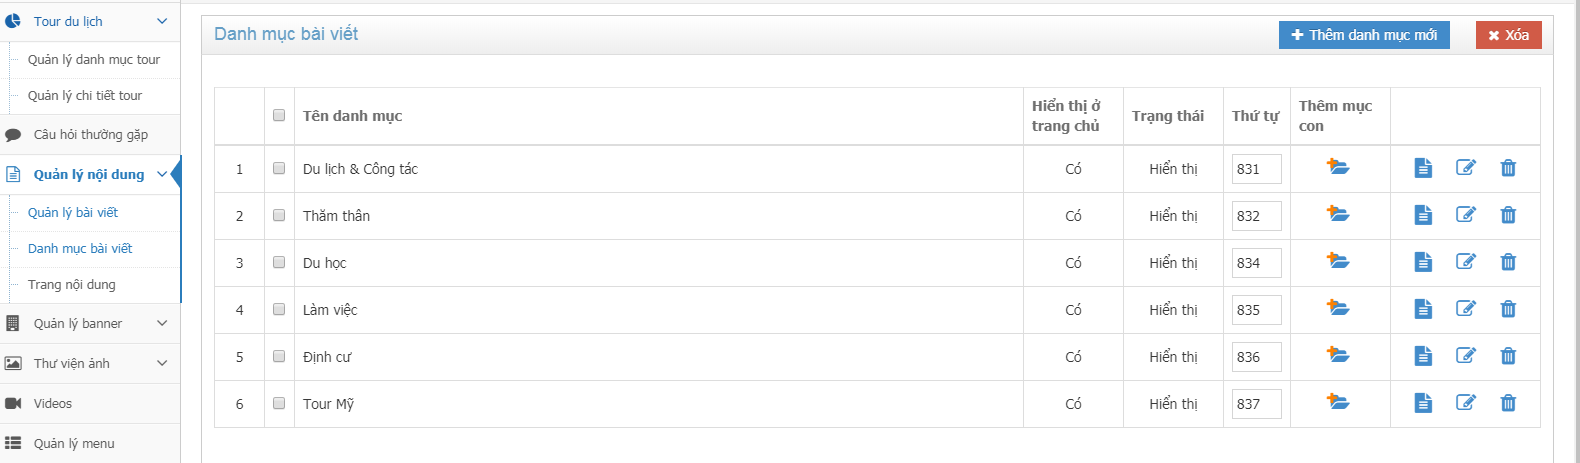 Tour du lịch
Quản lý danh mục tour
Quản lý chi tiết tour
Câu hỏi thường gặp
Quản lý nội dung
Quản lý bài viết
Danh mục bài viết
Trang nội dung
Quản lý banner
Thư viện ảnh
Videos
Quản lý menu
Danh mục bài viết
Thêm danh mục mới
Xóa
Tên danh mục
Hiển thị ở
trang chủ
Trạng thái
Thứ tự
Thêm mục
con
1 Du lịch & Công tác Có Hiển thị 831
2 Thăm thân Có Hiển thị 832
3 Du học Có Hiển thị 834
4 Làm việc Có Hiển thị 835
5 Định cư Có Hiển thị 836
6 Tour Mỹ Có Hiển thị 837